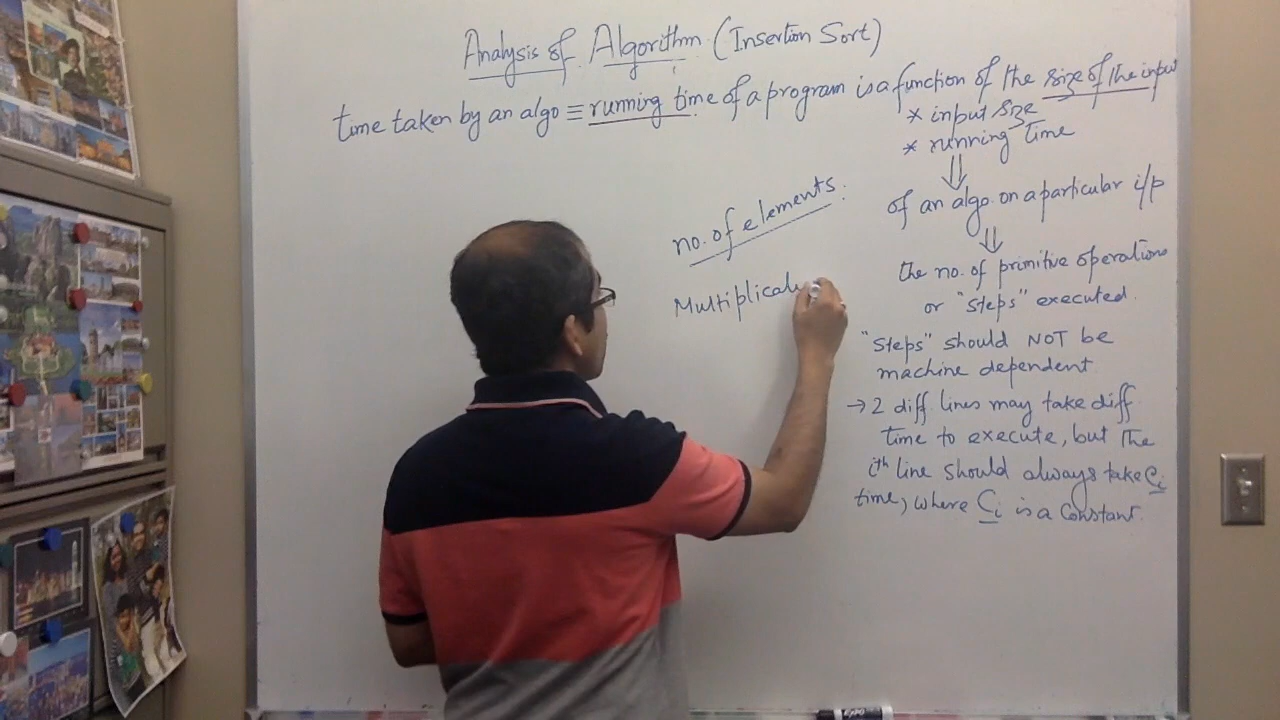 Analysis of Algorithm (Insertion Sort)
time taken by an algo ≡ running time of a program is a function of the size of the input
* input size
* running time
⇓
of an algo. on a particular i/p
⇓
the no. of primitive operations
or "steps" executed.
"Steps" should NOT be
machine dependent
→ 2 diff. lines may take diff
time to execute, but the
ith line should always take Ci
time, where Ci is a constant.
no. of elements.
Multiplicat